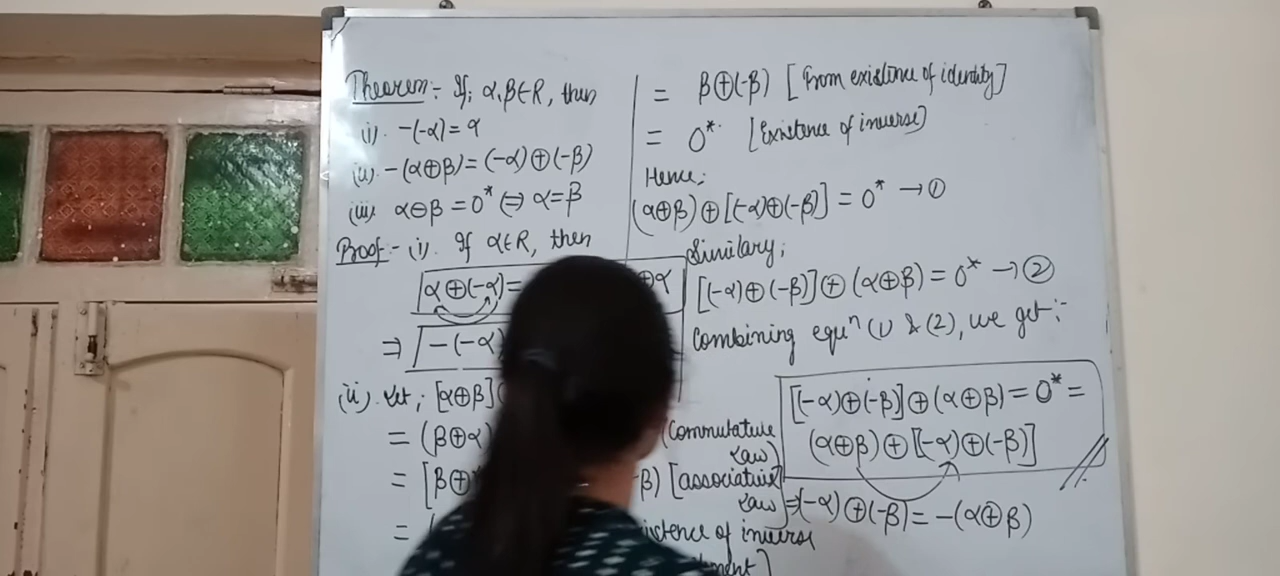 Theorem:- If, α, β∈R, then
(i). -(-α)=α
(ii). -(α⊕β)=(-α)⊕(-β)
(iii). α⊖β=0* ⇔ α=β
Proof:- (i). If α∈R, then
α⊕(-α)= ⊕α
⇒ -(-α)
(ii). Let, [α⊕β]
= (β⊕α) (Commutative
Law)
= [β⊕ -β) [associative
Law]
= istence of inverse
ment]
= β⊕(-β) [From existence of identity]
= 0* [Existence of inverse]
Hence;
(α⊕β)⊕[(-α)⊕(-β)]=0* →①
Similary;
[(-α)⊕(-β)]⊕(α⊕β)=0* →②
Combining equⁿ (1) & (2), we get:-
[(-α)⊕(-β)]⊕(α⊕β)=0*=
(α⊕β)⊕[(-α)⊕(-β)]
⇒(-α)⊕(-β)=-(α⊕β)